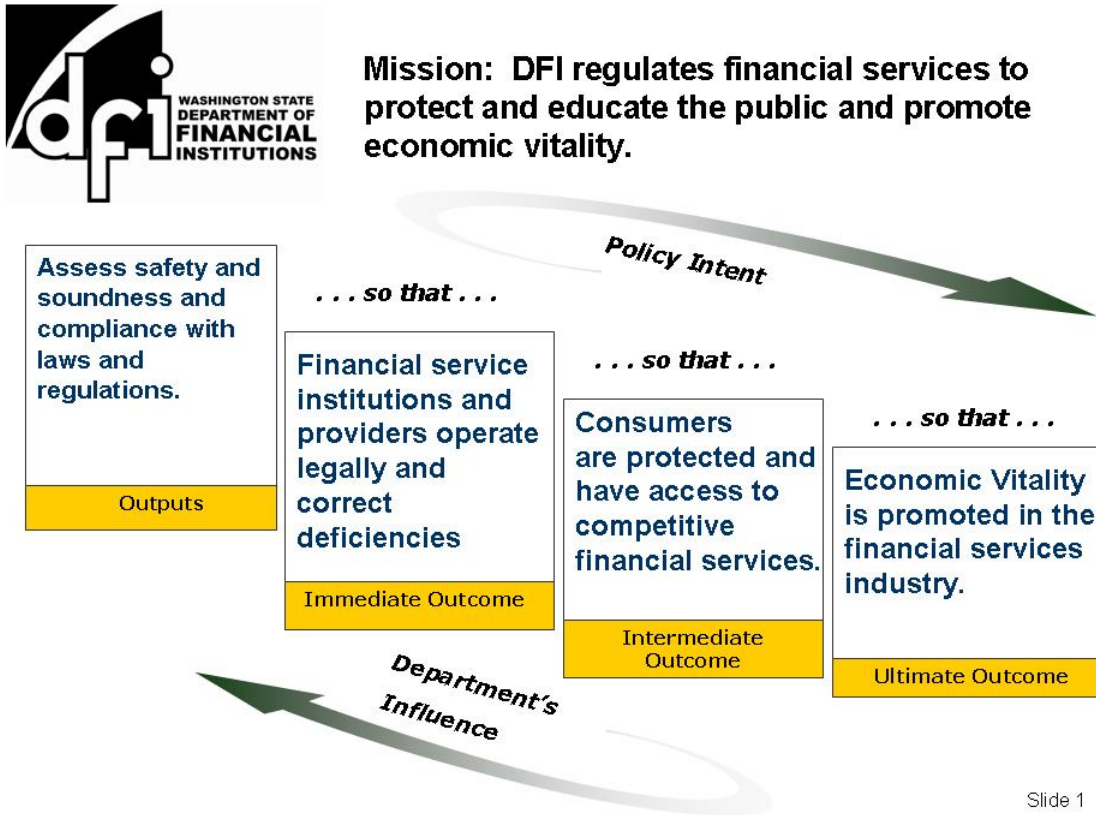 dfi
WASHINGTON STATE
DEPARTMENT OF
FINANCIAL
INSTITUTIONS
Mission:  DFI regulates financial services to
protect and educate the public and promote
economic vitality.
Policy Intent
Assess safety and
soundness and
compliance with
laws and
regulations.
Outputs
. . . so that . . .
Financial service
institutions and
providers operate
legally and
correct
deficiencies
Immediate Outcome
. . . so that . . .
Consumers
are protected and
have access to
competitive
financial services.
Intermediate
Outcome
. . . so that . . .
Economic Vitality
is promoted in the
financial services
industry.
Ultimate Outcome
Department's
Influence
Slide 1